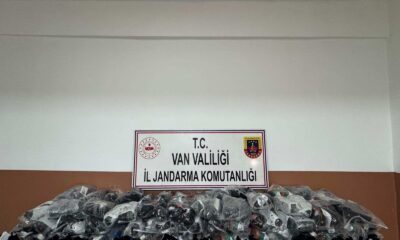 T.C.
VAN VALİLİĞİ
İL JANDARMA KOMUTANLIĞI